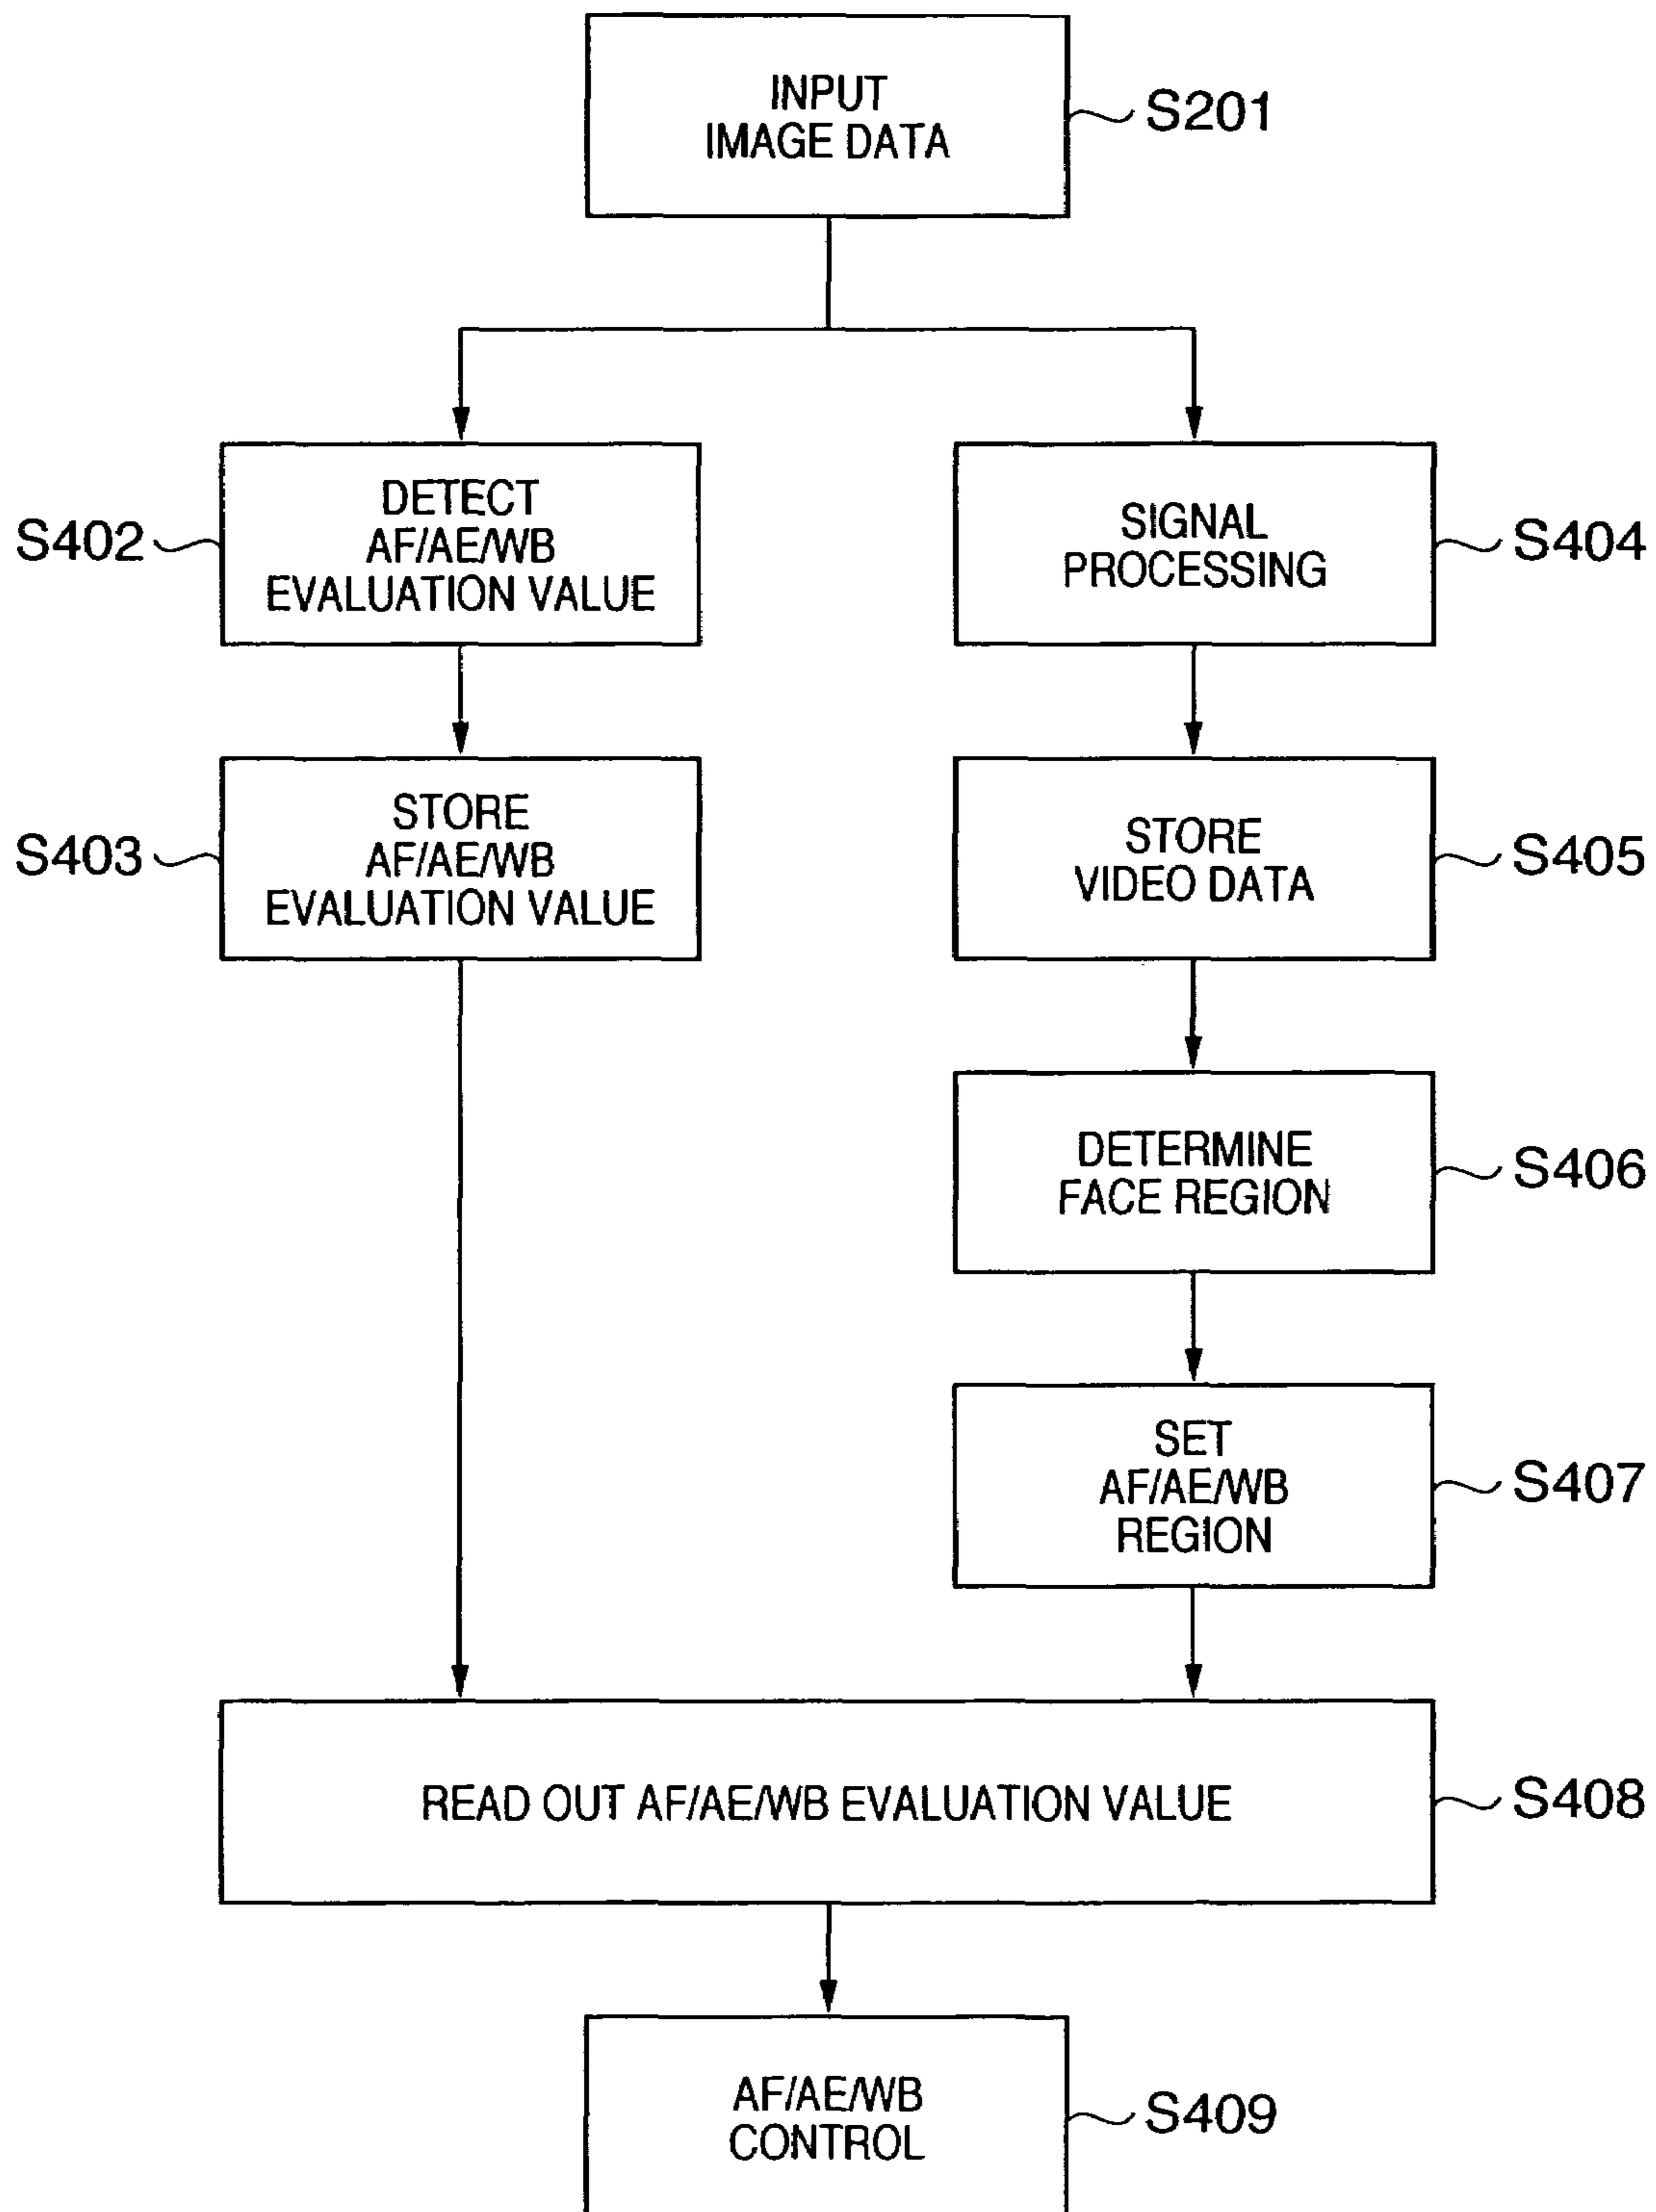 INPUT
IMAGE DATA
S201
DETECT
AF/AE/WB
EVALUATION VALUE
S402
SIGNAL
PROCESSING
S404
STORE
AF/AE/WB
EVALUATION VALUE
S403
STORE
VIDEO DATA
S405
DETERMINE
FACE REGION
S406
SET
AF/AE/WB
REGION
S407
READ OUT AF/AE/WB EVALUATION VALUE
S408
AF/AE/WB
CONTROL
S409